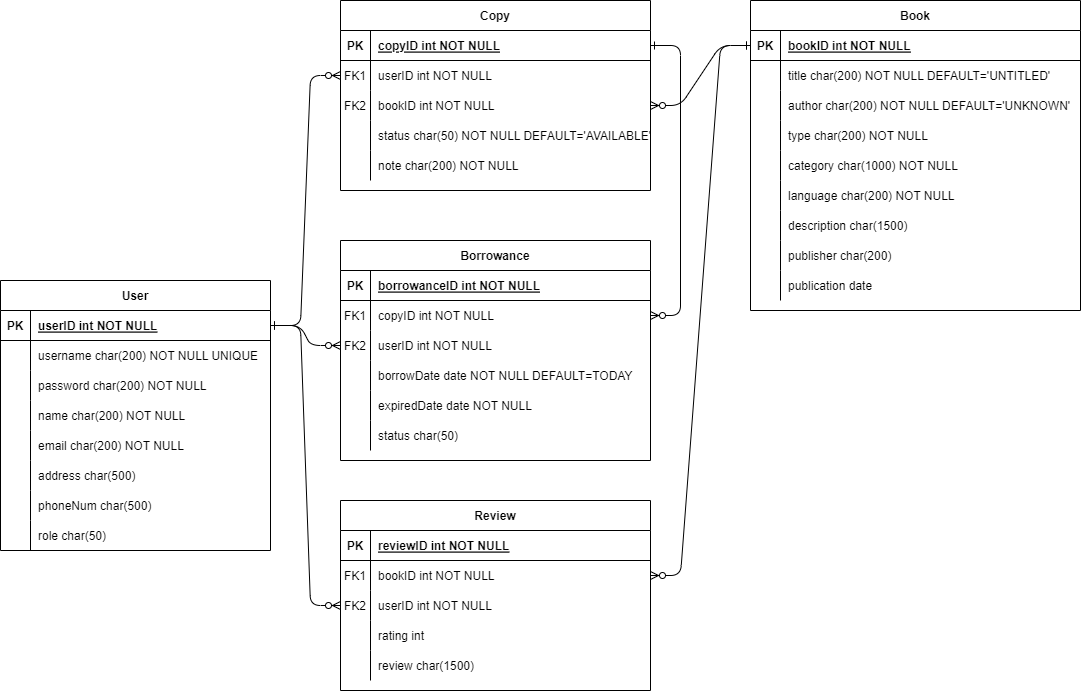 Copy
PK copyID int NOT NULL
FK1 userID int NOT NULL
FK2 bookID int NOT NULL
status char(50) NOT NULL DEFAULT='AVAILABLE'
note char(200) NOT NULL
Book
PK bookID int NOT NULL
title char(200) NOT NULL DEFAULT='UNTITLED'
author char(200) NOT NULL DEFAULT='UNKNOWN'
type char(200) NOT NULL
category char(1000) NOT NULL
language char(200) NOT NULL
description char(1500)
publisher char(200)
publication date
Borrowance
PK borrowanceID int NOT NULL
FK1 copyID int NOT NULL
FK2 userID int NOT NULL
borrowDate date NOT NULL DEFAULT=TODAY
expiredDate date NOT NULL
status char(50)
User
PK userID int NOT NULL
username char(200) NOT NULL UNIQUE
password char(200) NOT NULL
name char(200) NOT NULL
email char(200) NOT NULL
address char(500)
phoneNum char(500)
role char(50)
Review
PK reviewID int NOT NULL
FK1 bookID int NOT NULL
FK2 userID int NOT NULL
rating int
review char(1500)